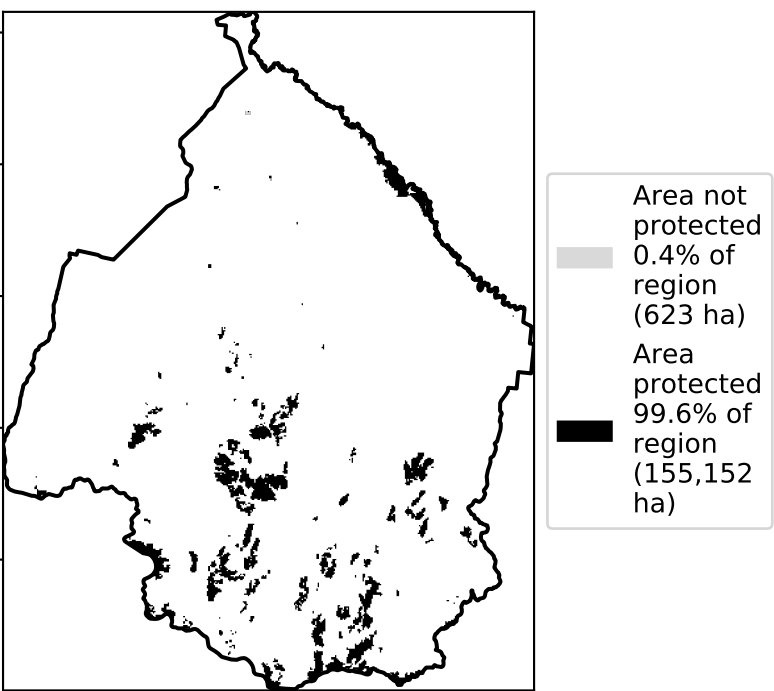 Area not
protected
0.4% of
region
(623 ha)
Area
protected
99.6% of
region
(155,152
ha)